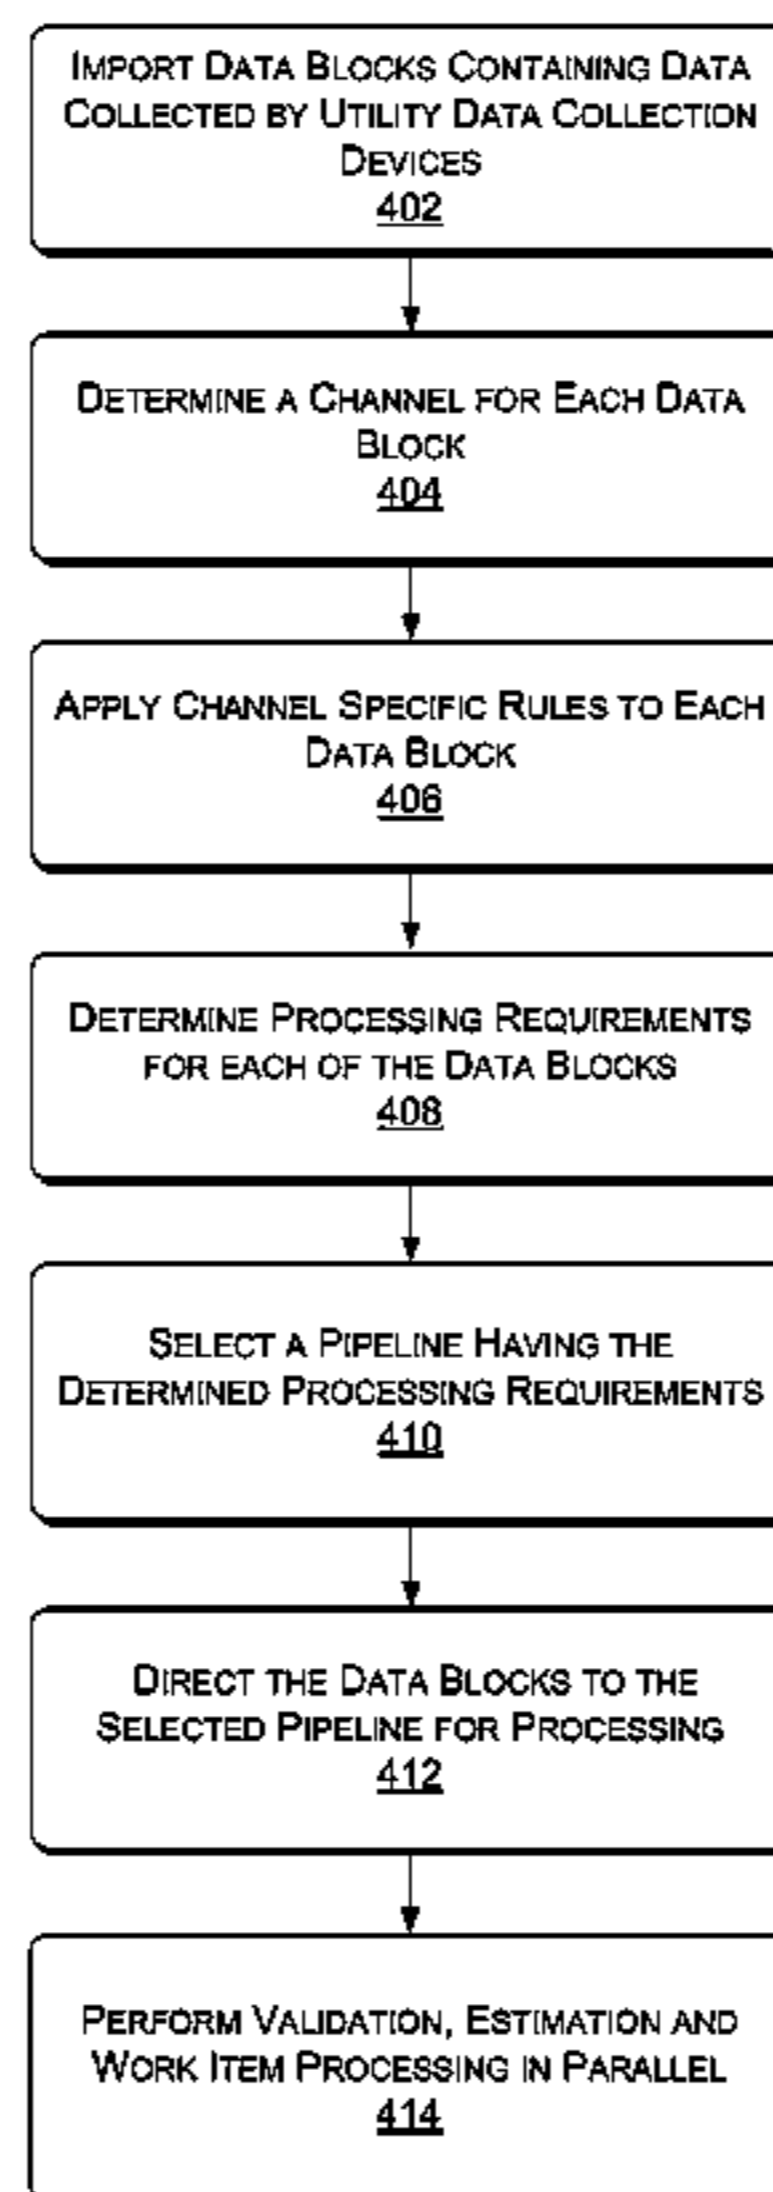 IMPORT DATA BLOCKS CONTAINING DATA
COLLECTED BY UTILITY DATA COLLECTION
DEVICES
402
DETERMINE A CHANNEL FOR EACH DATA
BLOCK
404
APPLY CHANNEL SPECIFIC RULES TO EACH
DATA BLOCK
406
DETERMINE PROCESSING REQUIREMENTS
FOR EACH OF THE DATA BLOCKS
408
SELECT A PIPELINE HAVING THE
DETERMINED PROCESSING REQUIREMENTS
410
DIRECT THE DATA BLOCKS TO THE
SELECTED PIPELINE FOR PROCESSING
412
PERFORM VALIDATION, ESTIMATION AND
WORK ITEM PROCESSING IN PARALLEL
414